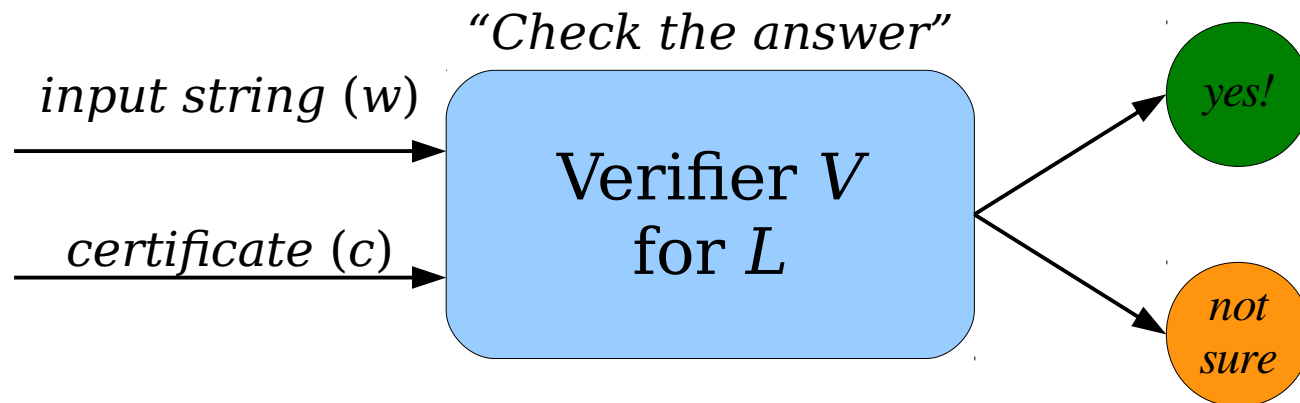 “Check the answer”
input string (w)
certificate (c)
Verifier V
for L
yes!
not
sure